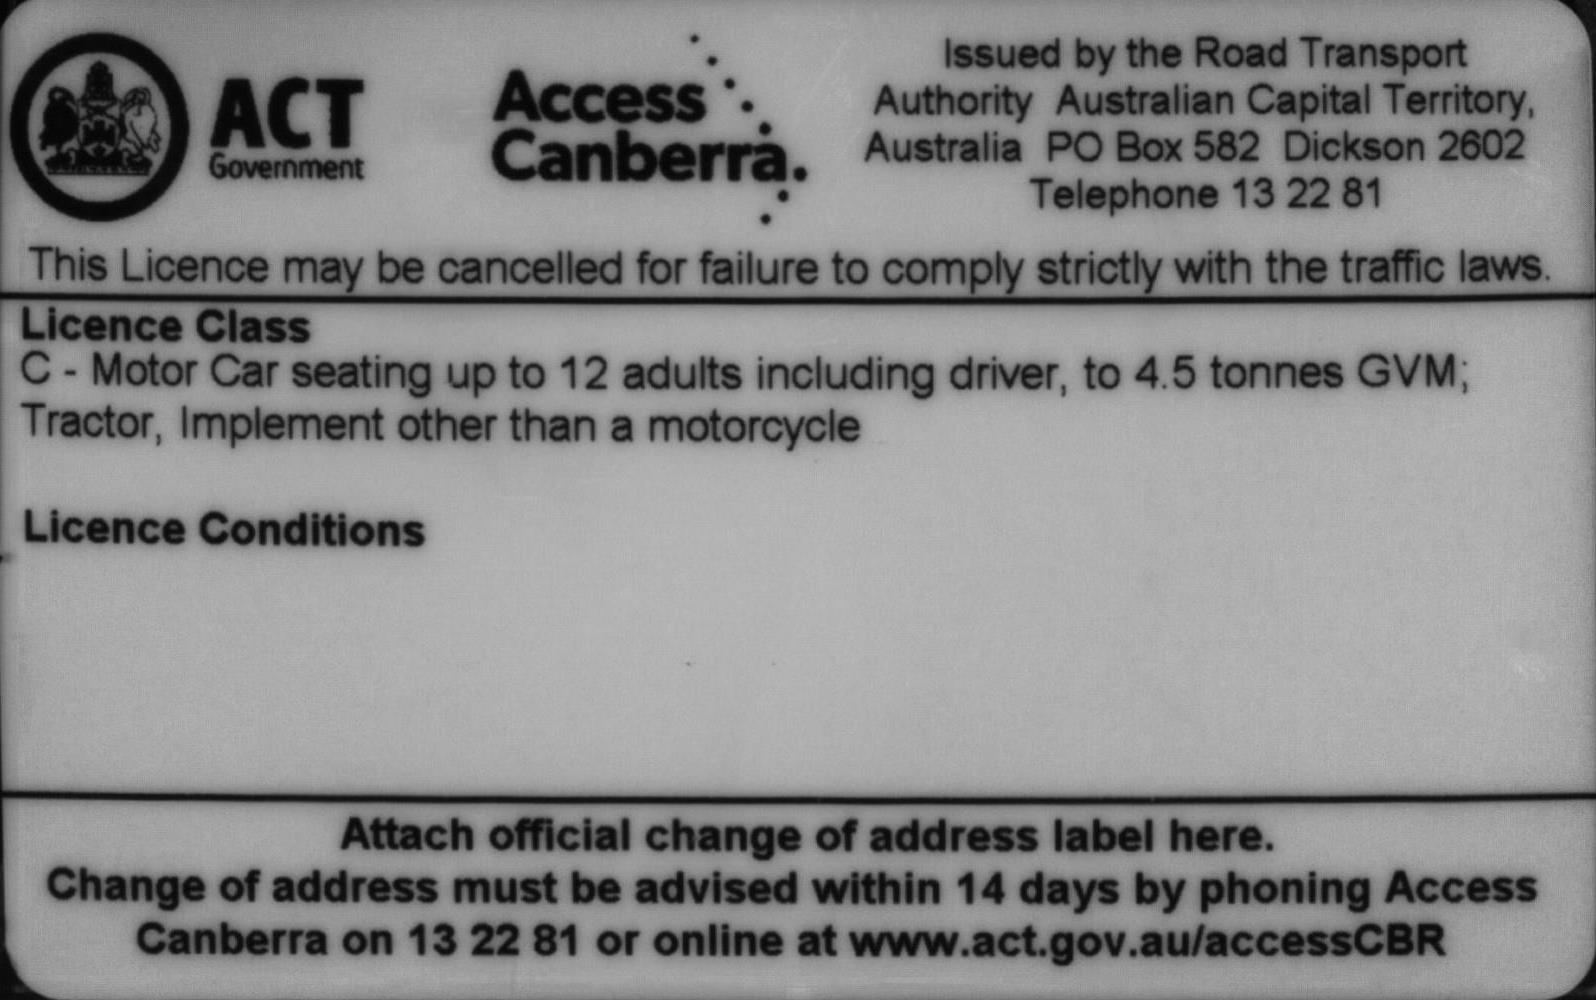 ACT
Government
Access
Canberra.
Issued by the Road Transport
Authority Australian Capital Territory,
Australia PO Box 582 Dickson 2602
Telephone 13 22 81
This Licence may be cancelled for failure to comply strictly with the traffic laws.
Licence Class
C - Motor Car seating up to 12 adults including driver, to 4.5 tonnes GVM;
Tractor, Implement other than a motorcycle
Licence Conditions
Attach official change of address label here.
Change of address must be advised within 14 days by phoning Access
Canberra on 13 22 81 or online at www.act.gov.au/accessCBR